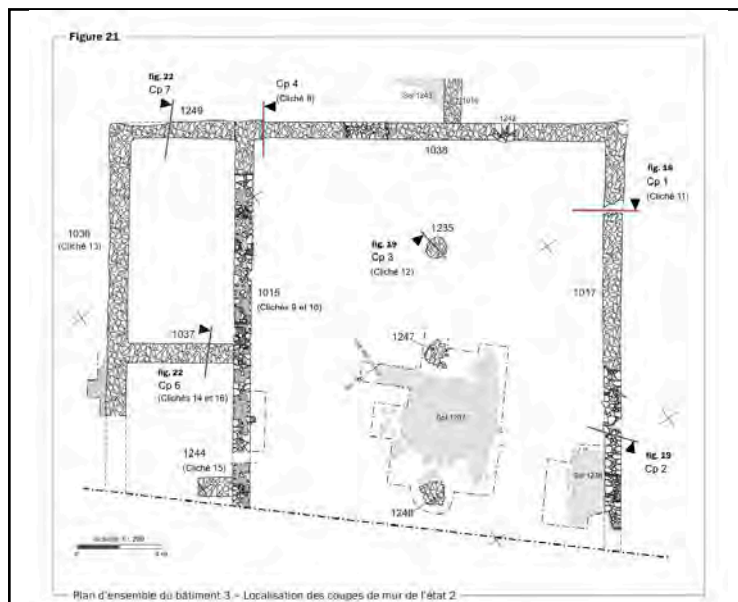 Figure 21
fig. 22
Cp 7
1249
Cp 4
(Cliché 8)
Sol 1243
1242
1038
fig. 16
Cp 1
(Cliché 11)
1036
(Cliché 13)
1235
fig. 19
Cp 3
(Cliché 12)
1015
(Clichés 9 et 10)
1017
1037
1247
fig. 22
Cp 6
(Clichés 14 et 16)
1244
(Cliché 15)
fig. 19
Cp 2
1248
Plan d'ensemble du bâtiment 3 – Localisation des coupes de mur de l'état 2